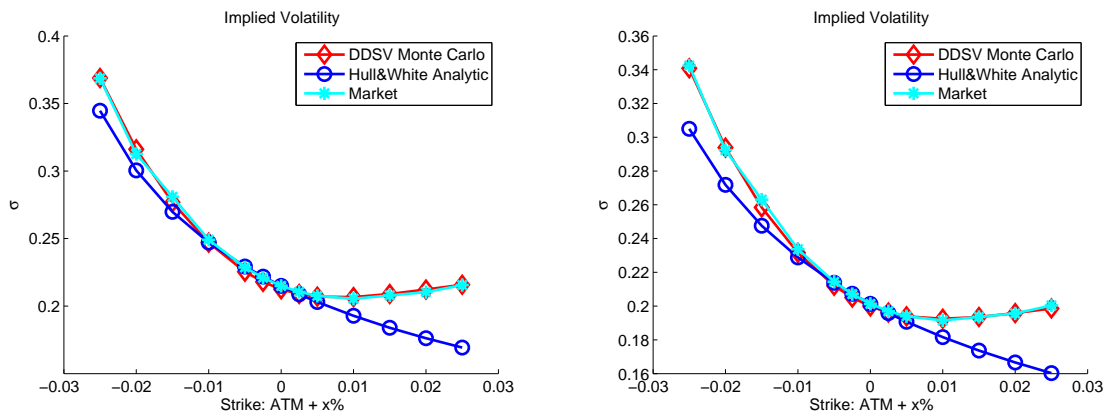 Implied Volatility
0.4
0.35
0.3
0.25
0.2
σ
−0.03
−0.02
−0.01
0
0.01
0.02
0.03
Strike: ATM + x%
DDSV Monte Carlo
Hull&White Analytic
Market
Implied Volatility
0.36
0.34
0.32
0.3
0.28
0.26
0.24
0.22
0.2
0.18
0.16
σ
−0.03
−0.02
−0.01
0
0.01
0.02
0.03
Strike: ATM + x%
DDSV Monte Carlo
Hull&White Analytic
Market